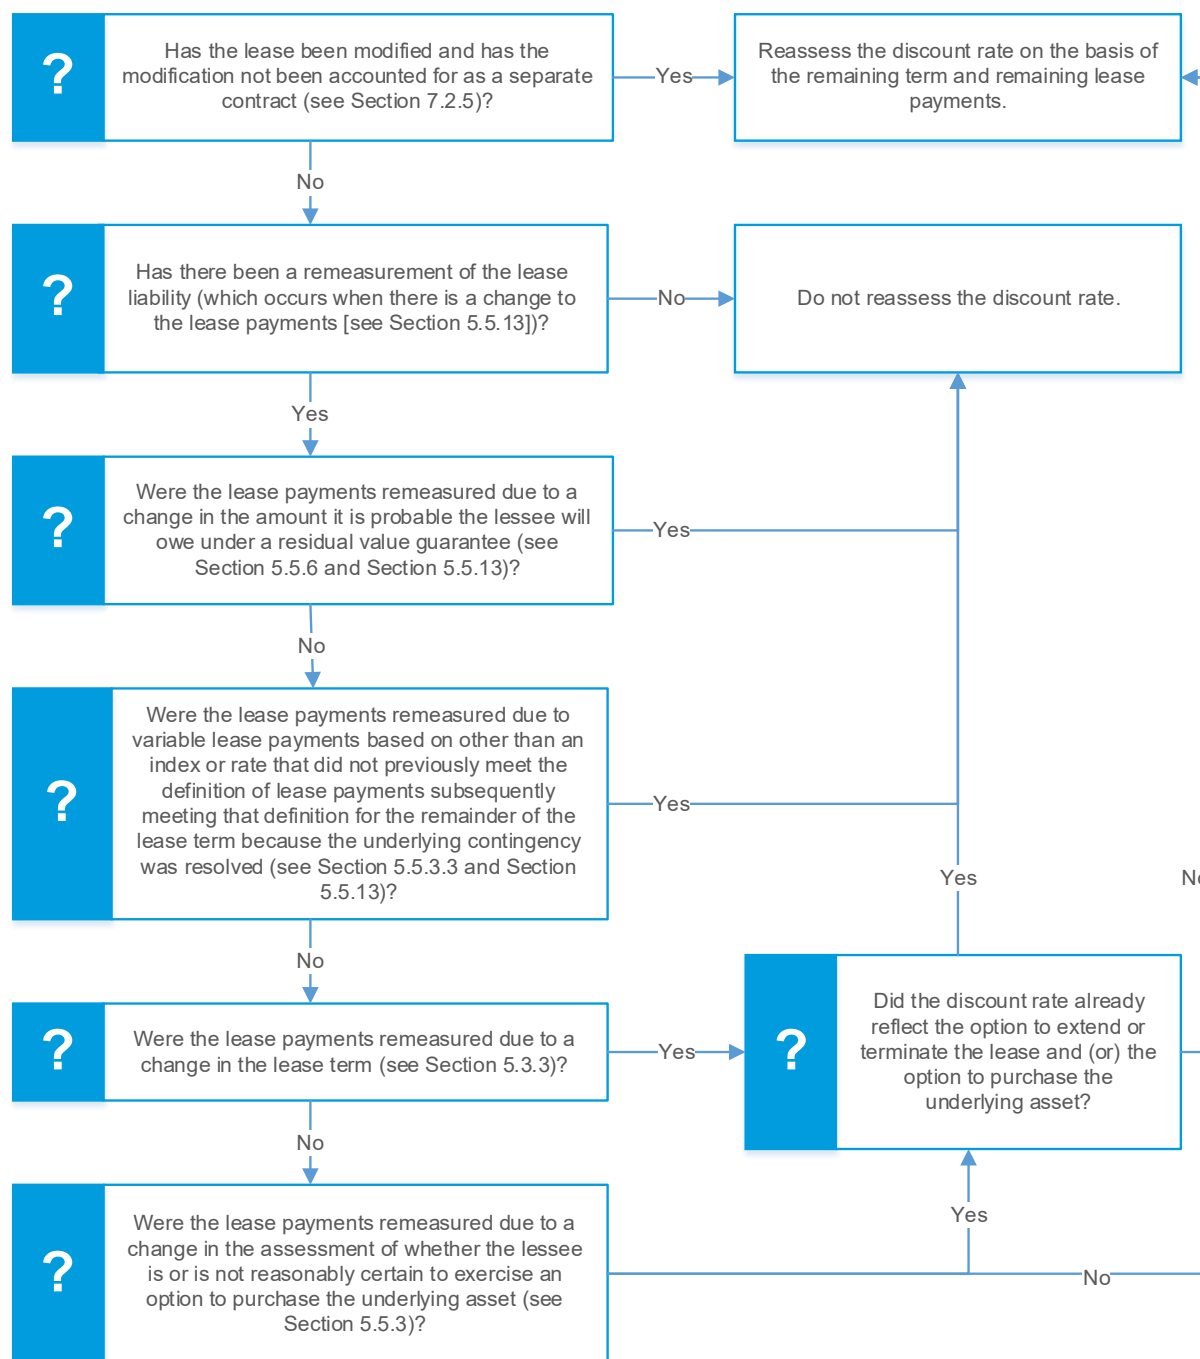 ?
Has the lease been modified and has the
modification not been accounted for as a separate
contract (see Section 7.2.5)?
Yes
Reassess the discount rate on the basis of
the remaining term and remaining lease
payments.
No
?
Has there been a remeasurement of the lease
liability (which occurs when there is a change to
the lease payments [see Section 5.5.13])?
No
Do not reassess the discount rate.
Yes
?
Were the lease payments remeasured due to a
change in the amount it is probable the lessee will
owe under a residual value guarantee (see
Section 5.5.6 and Section 5.5.13)?
Yes
No
?
Were the lease payments remeasured due to
variable lease payments based on other than an
index or rate that did not previously meet the
definition of lease payments subsequently
meeting that definition for the remainder of the
lease term because the underlying contingency
was resolved (see Section 5.5.3.3 and Section
5.5.13)?
Yes
Yes
No
No
?
Were the lease payments remeasured due to a
change in the lease term (see Section 5.3.3)?
Yes
?
Did the discount rate already
reflect the option to extend or
terminate the lease and (or) the
option to purchase the
underlying asset?
No
Yes
?
Were the lease payments remeasured due to a
change in the assessment of whether the lessee
is or is not reasonably certain to exercise an
option to purchase the underlying asset (see
Section 5.5.3)?
No